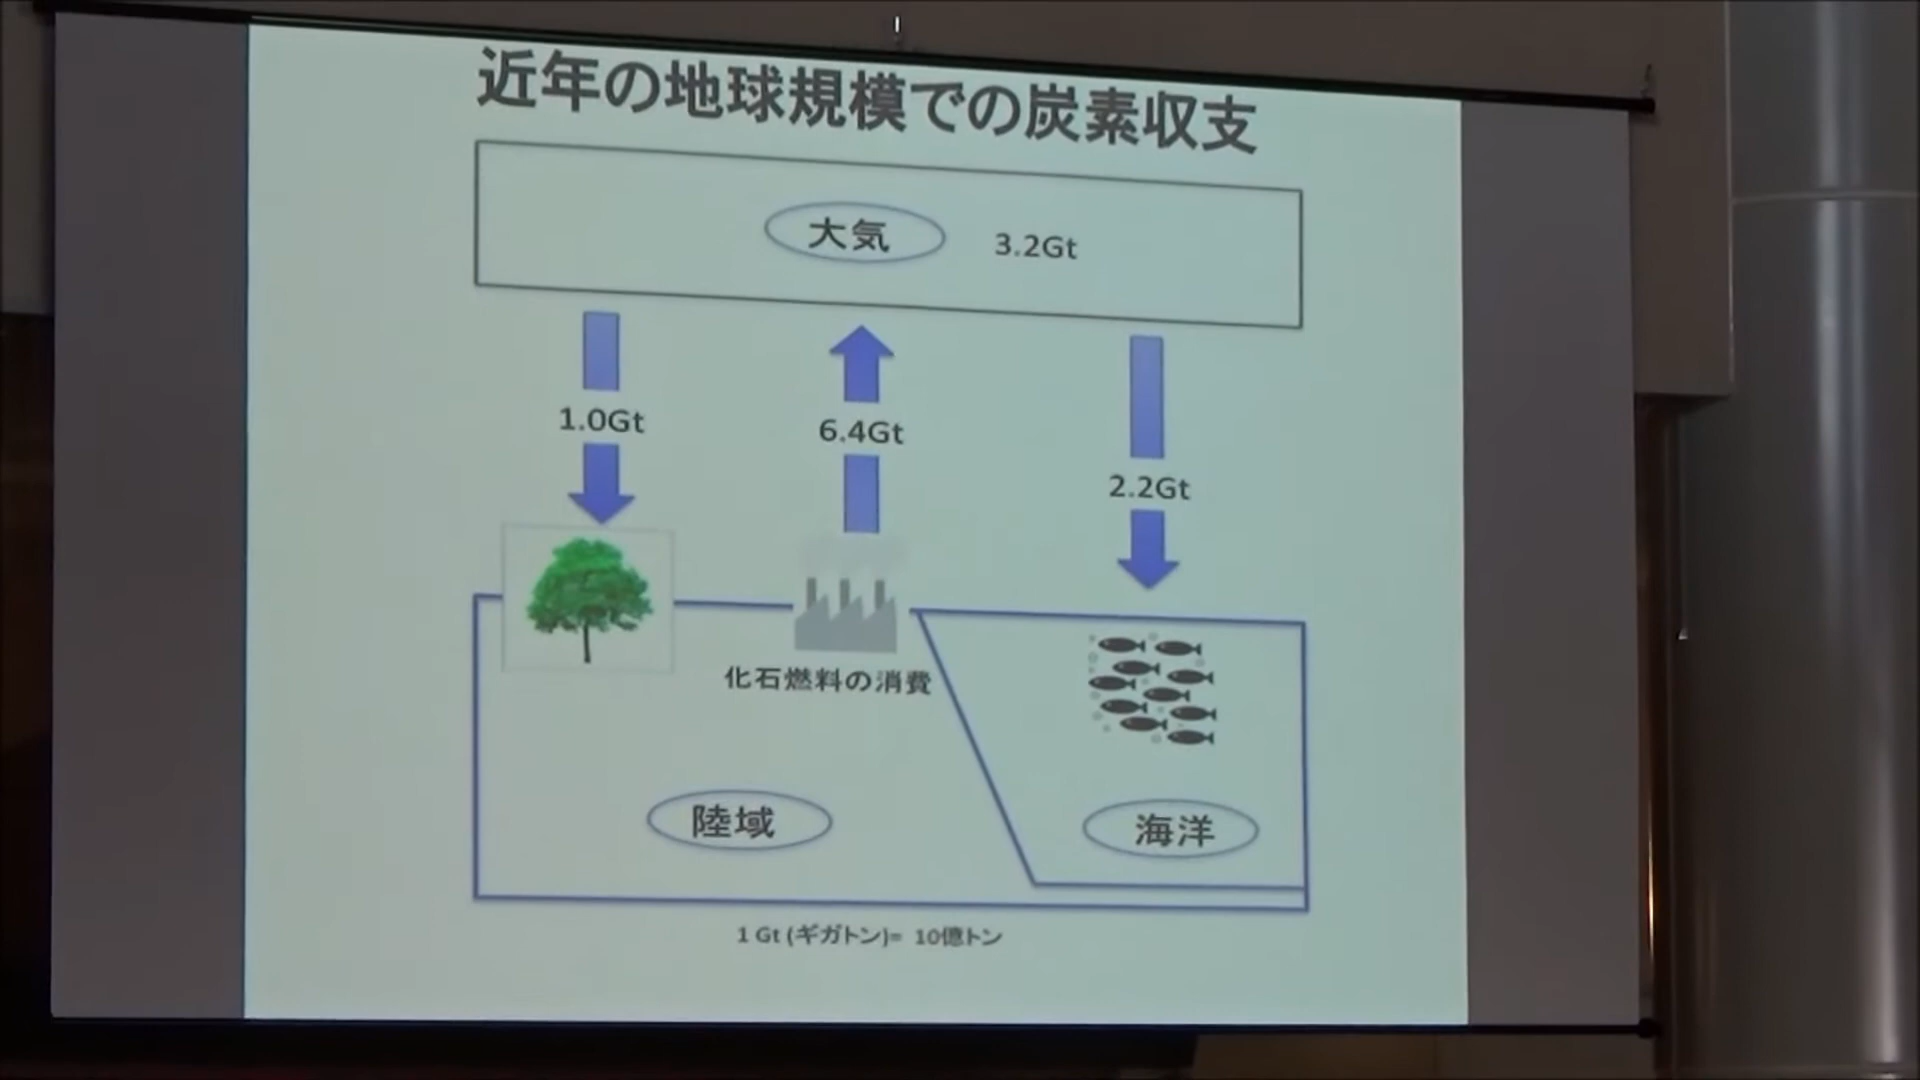 近年の地球規模での炭素収支
大気 3.2Gt
1.0Gt
6.4Gt
2.2Gt
化石燃料の消費
陸域
海洋
1 Gt (ギガトン)= 10億トン